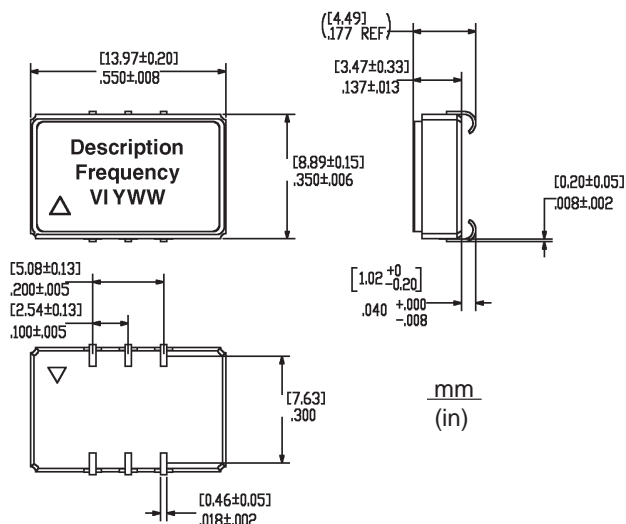 [13.97±0.20]
.550±.008
Description
Frequency
VI YWW
[8.89±0.15]
.350±.006
([4.49]
.177 REF)
[3.47±0.33]
.137±.013
[0.20±0.05]
.008±.002
[1.02 +0 -0.20]
.040 +.000 -.008
[5.08±0.13]
.200±.005
[2.54±0.13]
.100±.005
[7.63]
.300
[0.46±0.05]
.018±.002
mm
(in)